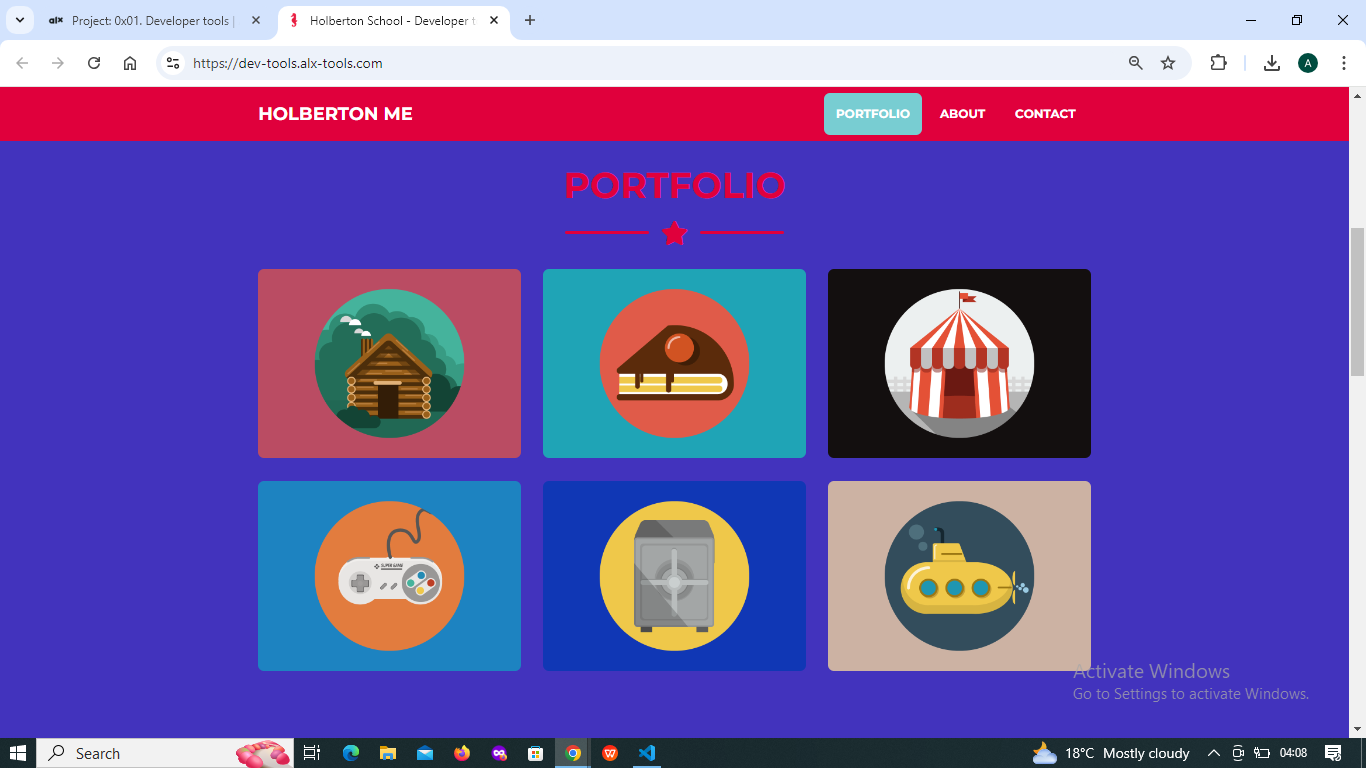 alx Project: 0x01. Developer tools |
Holberton School - Developer t
https://dev-tools.alx-tools.com
A
HOLBERTON ME
PORTFOLIO
ABOUT
CONTACT
PORTFOLIO
SUPER GAME
Activate Windows
Go to Settings to activate Windows.
Search
18°C Mostly cloudy
04:08